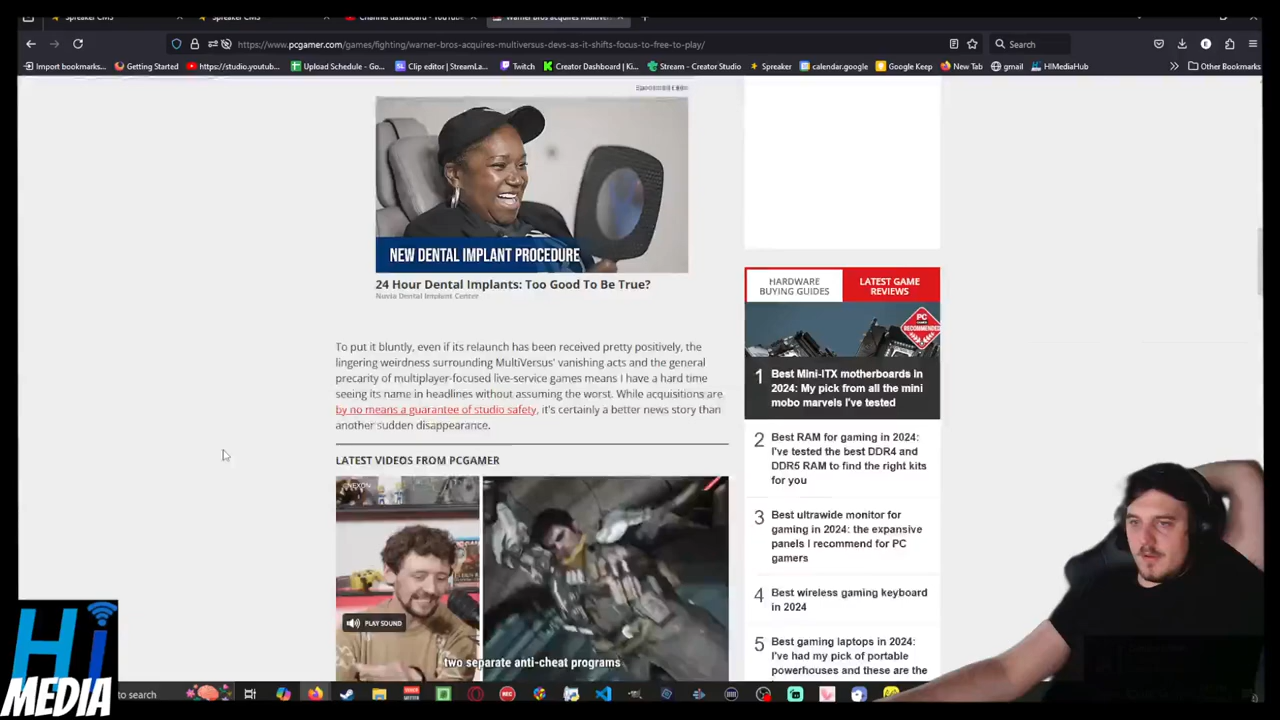 Spreaker CMS
Spreaker CMS
Channel dashboard - YouTube
Warner Bros acquires MultiVer
https://www.pcgamer.com/games/fighting/warner-bros-acquires-multiversus-devs-as-it-shifts-focus-to-free-to-play/
Search
Import bookmarks...
Getting Started
https://studio.youtub...
Upload Schedule - Go...
Clip editor | StreamLa...
Twitch
Creator Dashboard | Ki...
Stream - Creator Studio
Spreaker
calendar.google
Google Keep
New Tab
gmail
HIMediaHub
Other Bookmarks
NEW DENTAL IMPLANT PROCEDURE
24 Hour Dental Implants: Too Good To Be True?
Nuvia Dental Implant Center
To put it bluntly, even if its relaunch has been received pretty positively, the
lingering weirdness surrounding MultiVersus' vanishing acts and the general
precarity of multiplayer-focused live-service games means I have a hard time
seeing its name in headlines without assuming the worst. While acquisitions are
by no means a guarantee of studio safety, it's certainly a better news story than
another sudden disappearance.
LATEST VIDEOS FROM PCGAMER
NEXON
PLAY SOUND
two separate anti-cheat programs
HARDWARE
BUYING GUIDES
LATEST GAME
REVIEWS
PC
GAMER
RECOMMENDED
1
Best Mini-ITX motherboards in
2024: My pick from all the mini
mobo marvels I've tested
2
Best RAM for gaming in 2024:
I've tested the best DDR4 and
DDR5 RAM to find the right kits
for you
3
Best ultrawide monitor for
gaming in 2024: the expansive
panels I recommend for PC
gamers
4
Best wireless gaming keyboard
in 2024
5
Best gaming laptops in 2024:
I've had my pick of portable
powerhouses and these are the
Hi
MEDIA
to search
REC